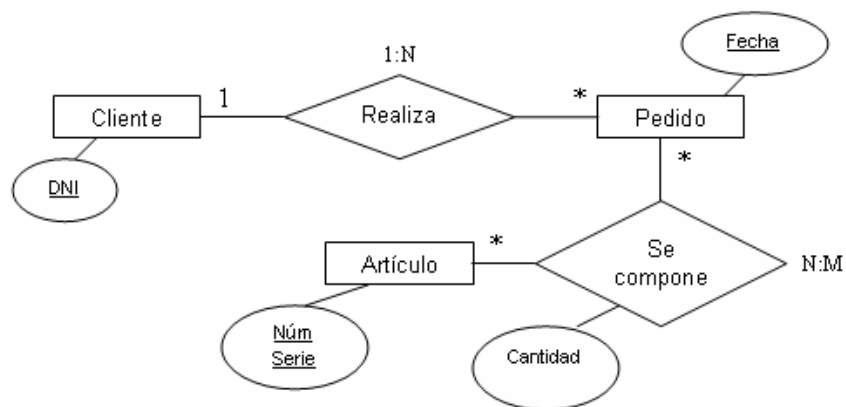 Fecha
1:N
Cliente
1
Realiza
*
Pedido
*
DNI
*
Artículo
Se
compone
N:M
Núm
Serie
Cantidad